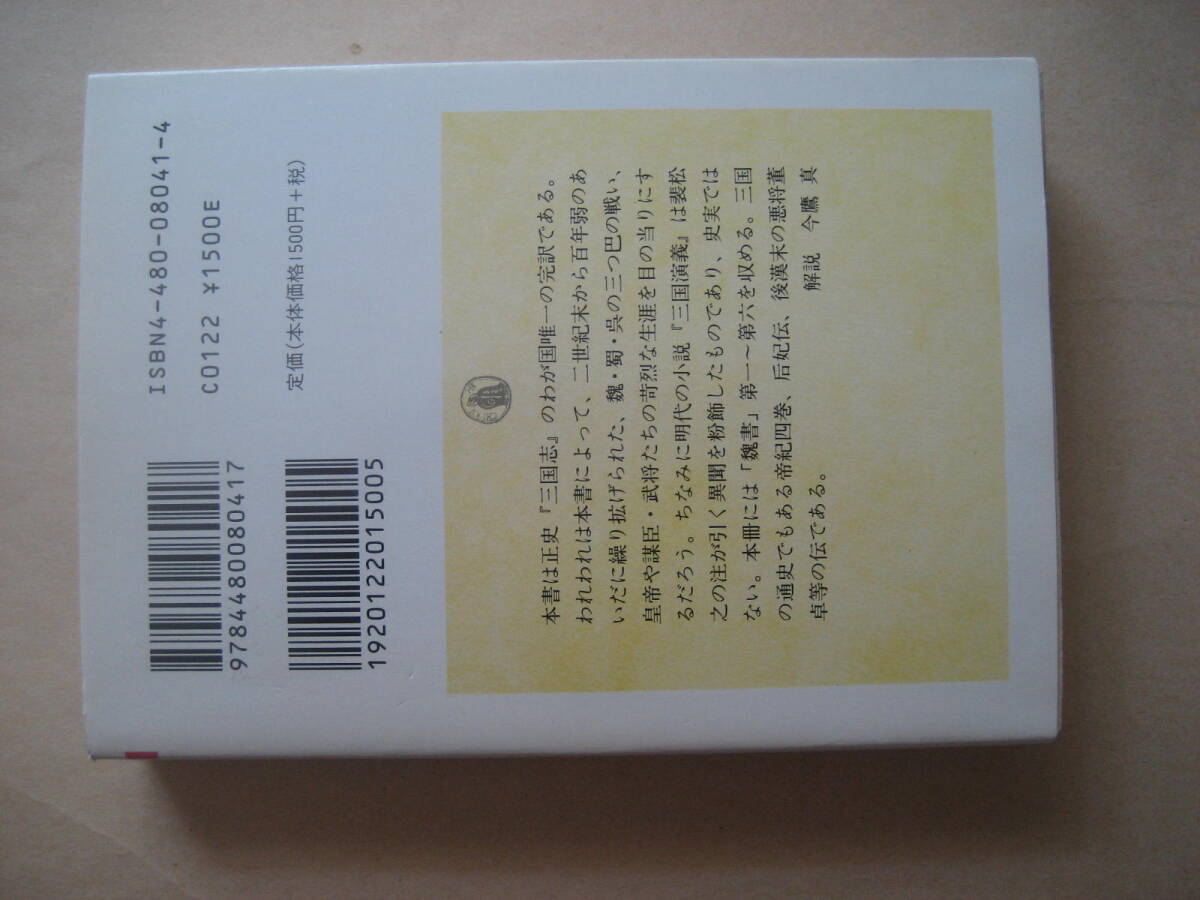 ISBN4-480-08041-4
C0122 ¥1500E
定価(本体価格1500円+税)
9784480080417
1920122015005
本書は正史『三国志』のわが国唯一の完訳である。
われわれは本書によって、二世紀末から百年弱のあ
いだに繰り拡げられた、魏・蜀・呉の三つ巴の戦い、
皇帝や謀臣・武将たちの苛烈な生涯を目の当りにす
るだろう。ちなみに明代の小説『三国演義』は裴松
之の注が引く異聞を粉飾したものであり、史実では
ない。本冊には「魏書」第一〜第六を収める。三国
の通史でもある帝紀四巻、后妃伝、後漢末の悪将董
卓等の伝である。
解説 今鷹 真